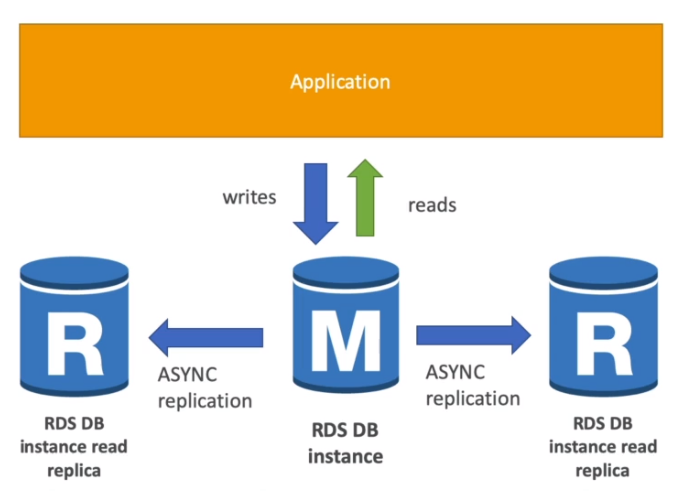 Application
writes
reads
R
M
R
ASYNC
replication
ASYNC
replication
RDS DB
instance read
replica
RDS DB
instance
RDS DB
instance read
replica